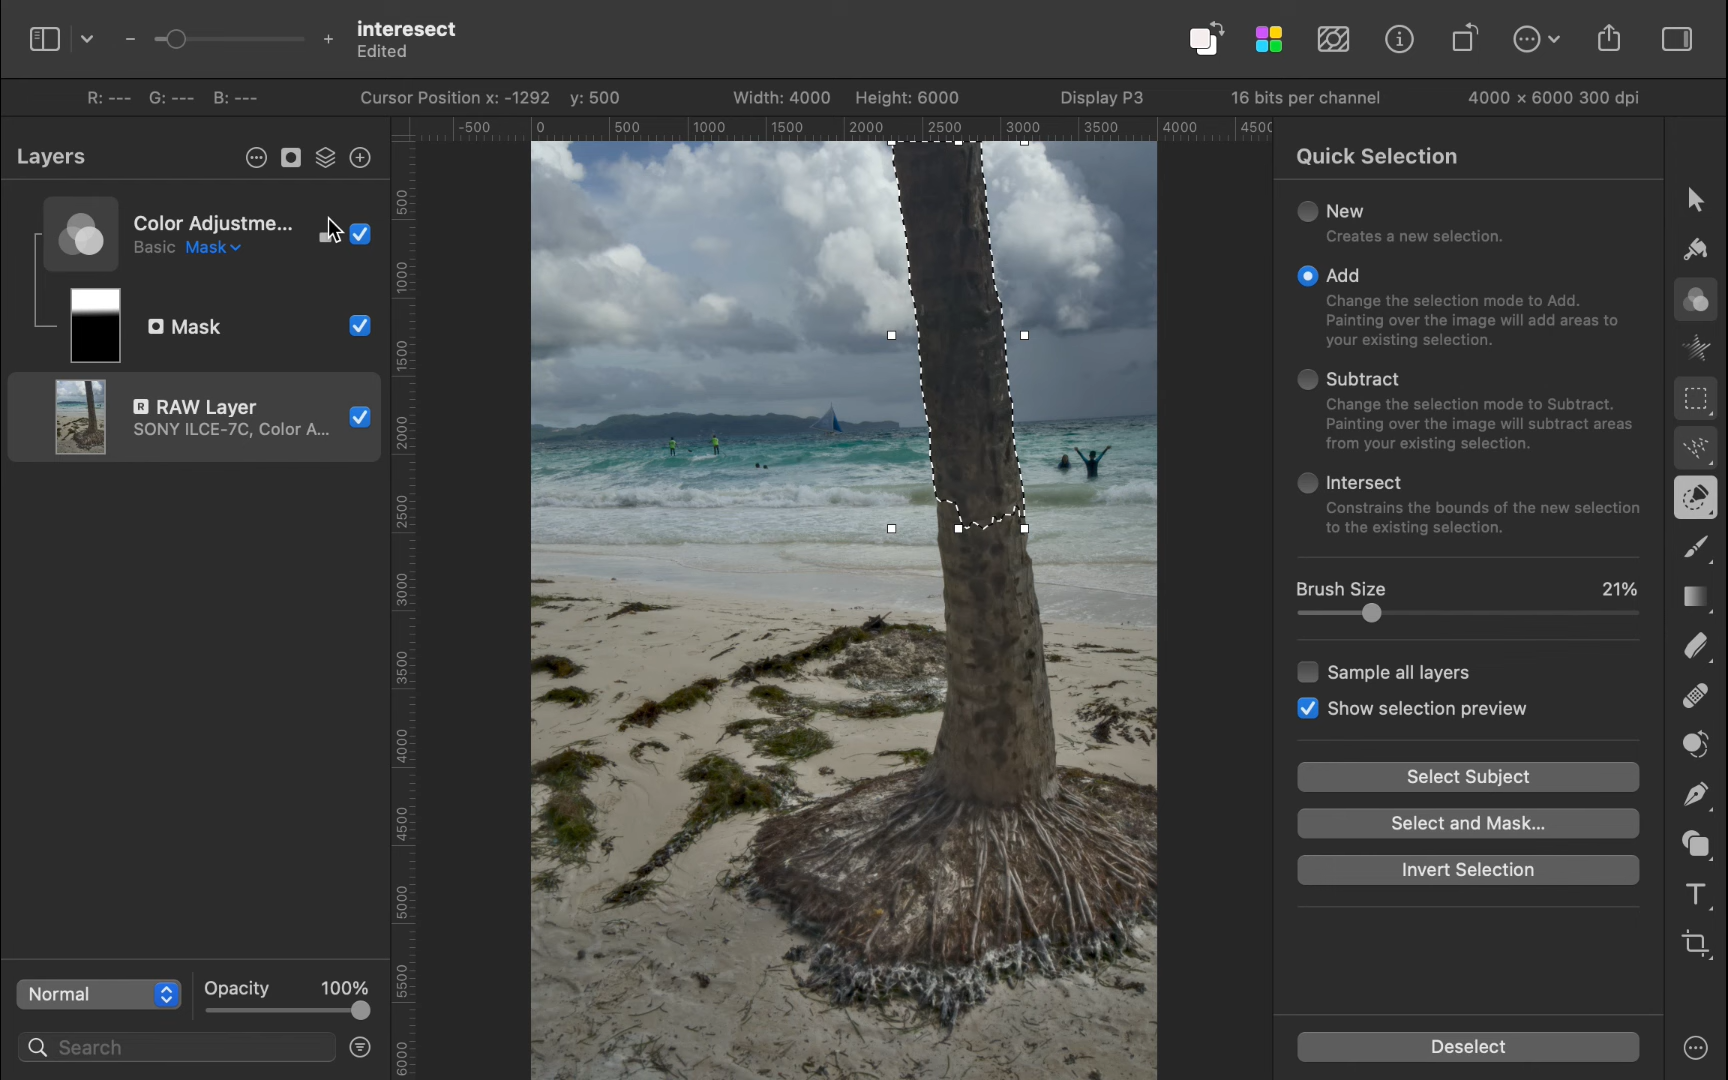 interesect
Edited
R: --- G: --- B: ---
Cursor Position x: -1292 y: 500
Width: 4000 Height: 6000
Display P3
16 bits per channel
4000 × 6000 300 dpi
Layers
Color Adjustme...
Basic Mask
Mask
RAW Layer
SONY ILCE-7C, Color A...
Normal
Opacity 100%
Search
-500 0 500 1000 1500 2000 2500 3000 3500 4000 4500
500
1000
1500
2000
2500
3000
3500
4000
4500
5000
5500
6000
Quick Selection
New
Creates a new selection.
Add
Change the selection mode to Add.
Painting over the image will add areas to
your existing selection.
Subtract
Change the selection mode to Subtract.
Painting over the image will subtract areas
from your existing selection.
Intersect
Constrains the bounds of the new selection
to the existing selection.
Brush Size 21%
Sample all layers
Show selection preview
Select Subject
Select and Mask...
Invert Selection
Deselect